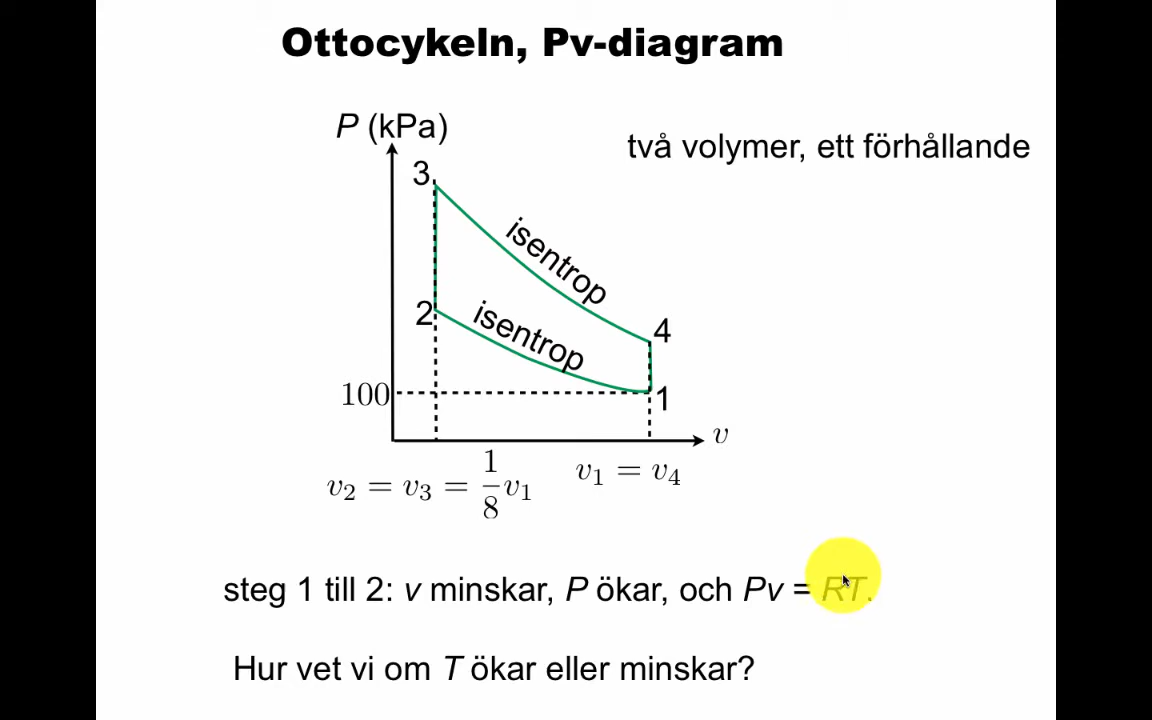 Ottocykeln, Pv-diagram
P (kPa)
två volymer, ett förhållande
3
isentrop
2
isentrop
4
100
1
v
v₂ = v₃ = 1/8 v₁
v₁ = v₄
steg 1 till 2: v minskar, P ökar, och Pv = RT.
Hur vet vi om T ökar eller minskar?